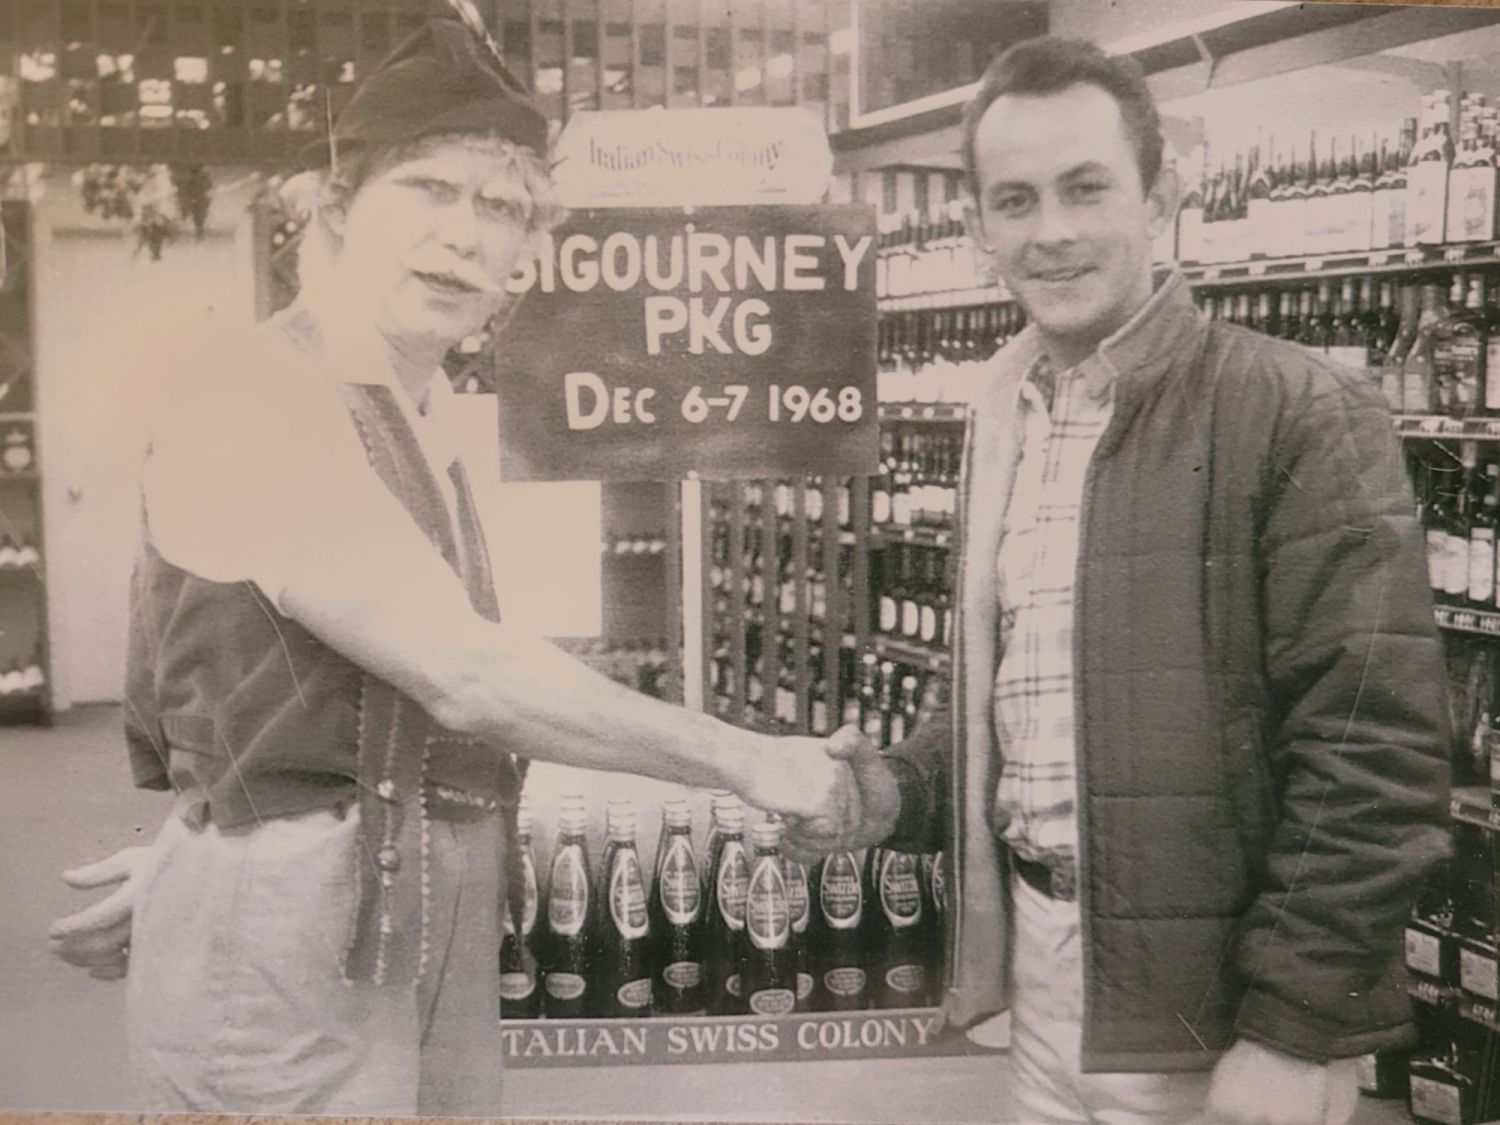 Italian Swiss Colony
SIGOURNEY
PKG
DEC 6-7 1968
ITALIAN SWISS COLONY